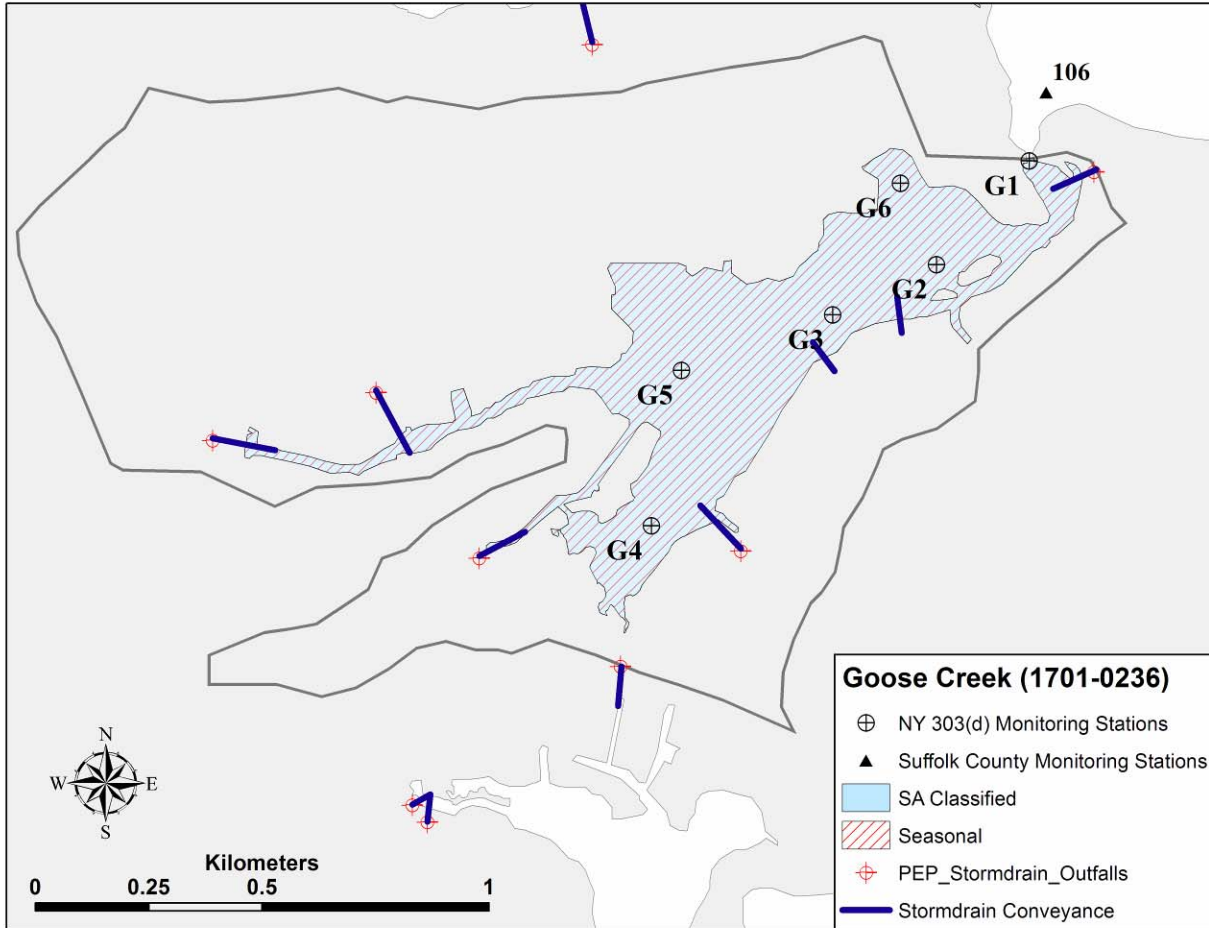 106
G1
G6
G2
G3
G5
G4
N
W E
S
Kilometers
0 0.25 0.5 1
Goose Creek (1701-0236)
NY 303(d) Monitoring Stations
Suffolk County Monitoring Stations
SA Classified
Seasonal
PEP_Stormdrain_Outfalls
Stormdrain Conveyance